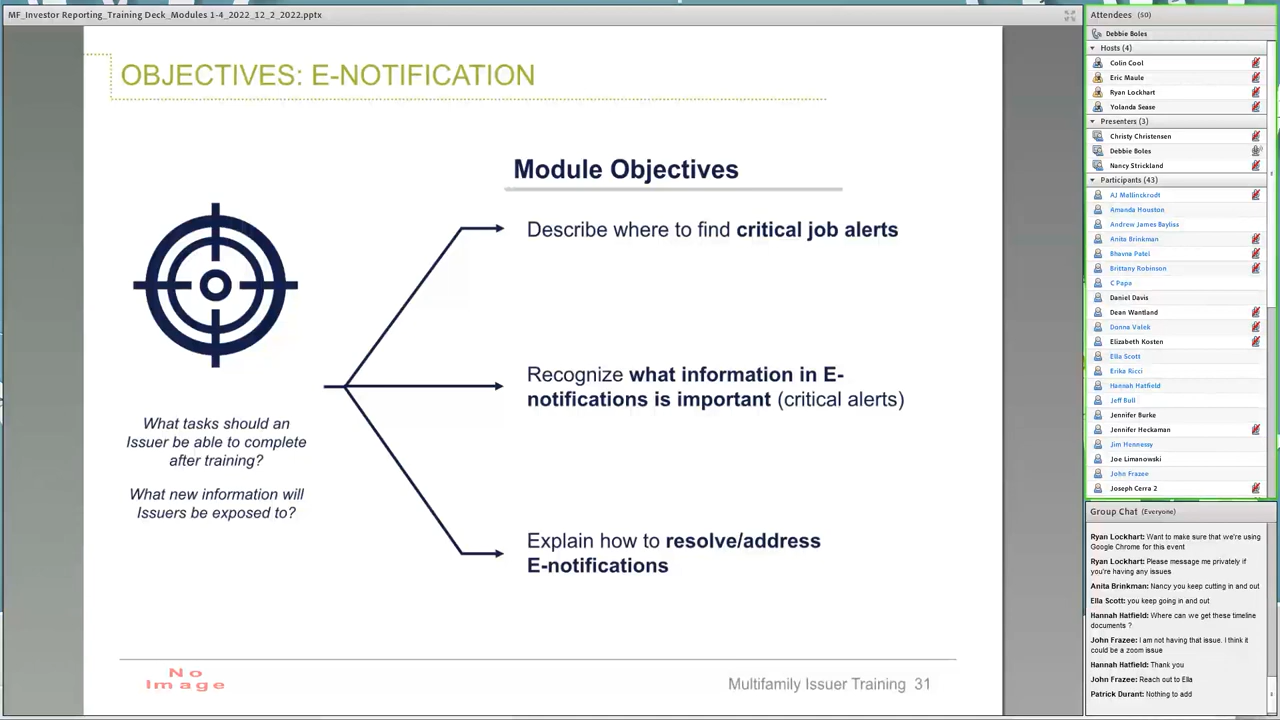 MF_Investor Reporting_Training Deck_Modules 1-4_2022_12_2_2022.pptx
OBJECTIVES: E-NOTIFICATION
Module Objectives
Describe where to find critical job alerts
Recognize what information in E-
notifications is important (critical alerts)
Explain how to resolve/address
E-notifications
What tasks should an
Issuer be able to complete
after training?
What new information will
Issuers be exposed to?
No
Image
Multifamily Issuer Training 31
Attendees (50)
Debbie Boles
Hosts (4)
Colin Cool
Eric Maule
Ryan Lockhart
Yolanda Sease
Presenters (3)
Christy Christensen
Debbie Boles
Nancy Strickland
Participants (43)
AJ Mallinckrodt
Amanda Houston
Andrew James Bayliss
Anita Brinkman
Bhavna Patel
Brittany Robinson
C Papa
Daniel Davis
Dean Wantland
Donna Valek
Elizabeth Kosten
Ella Scott
Erika Ricci
Hannah Hatfield
Jeff Bull
Jennifer Burke
Jennifer Heckaman
Jim Hennessy
Joe Limanowski
John Frazee
Joseph Cerra 2
Group Chat (Everyone)
Ryan Lockhart: Want to make sure that we're using
Google Chrome for this event
Ryan Lockhart: Please message me privately if
you're having any issues
Anita Brinkman: Nancy you keep cutting in and out
Ella Scott: you keep going in and out
Hannah Hatfield: Where can we get these timeline
documents ?
John Frazee: I am not having that issue. I think it
could be a zoom issue
Hannah Hatfield: Thank you
John Frazee: Reach out to Ella
Patrick Durant: Nothing to add